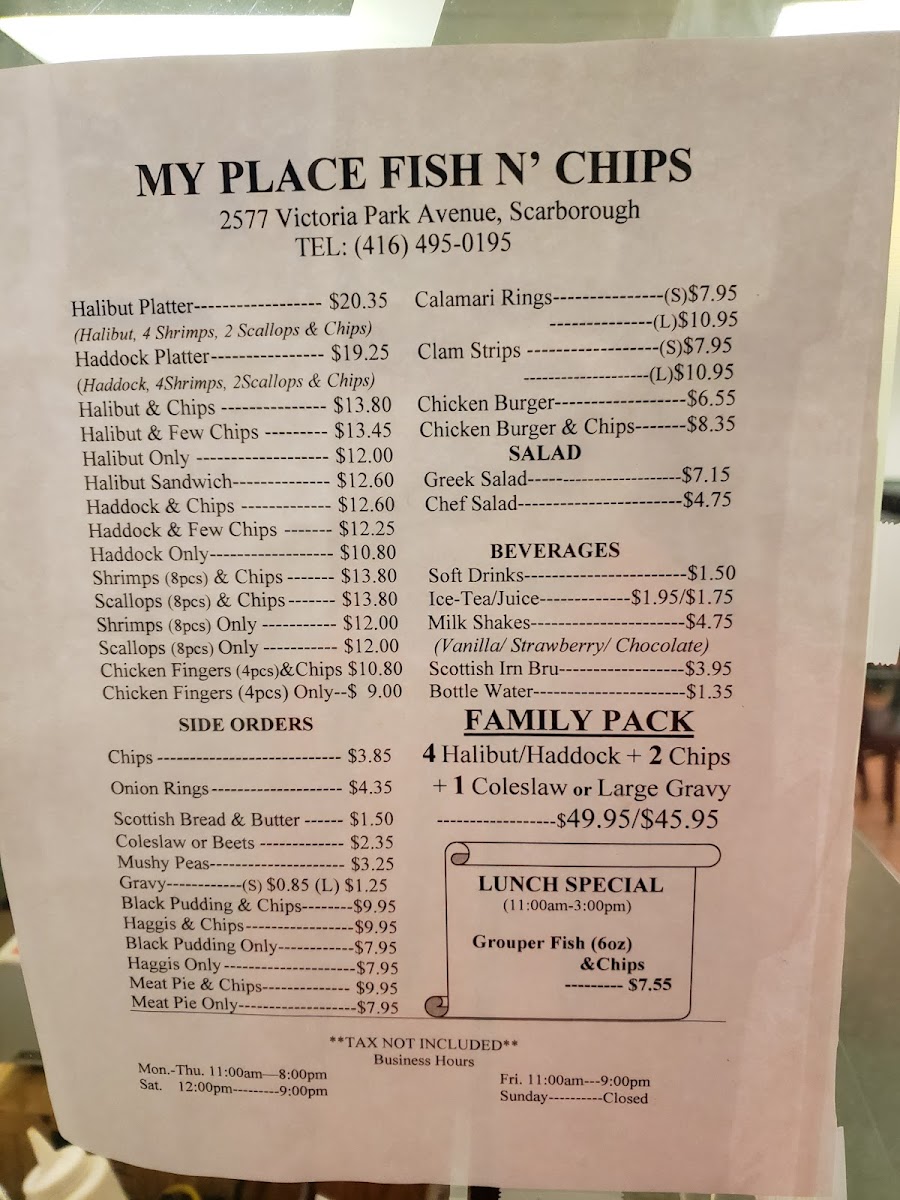 MY PLACE FISH N' CHIPS
2577 Victoria Park Avenue, Scarborough
TEL: (416) 495-0195
Halibut Platter------------------ $20.35
(Halibut, 4 Shrimps, 2 Scallops & Chips)
Haddock Platter---------------- $19.25
(Haddock, 4Shrimps, 2Scallops & Chips)
Halibut & Chips --------------- $13.80
Halibut & Few Chips --------- $13.45
Halibut Only ------------------- $12.00
Halibut Sandwich-------------- $12.60
Haddock & Chips ------------- $12.60
Haddock & Few Chips ------- $12.25
Haddock Only------------------ $10.80
Shrimps (8pcs) & Chips ------- $13.80
Scallops (8pcs) & Chips ------- $13.80
Shrimps (8pcs) Only ----------- $12.00
Scallops (8pcs) Only ----------- $12.00
Chicken Fingers (4pcs)&Chips $10.80
Chicken Fingers (4pcs) Only--$ 9.00
SIDE ORDERS
Chips ---------------------------- $3.85
Onion Rings-------------------- $4.35
Scottish Bread & Butter ------ $1.50
Coleslaw or Beets ------------- $2.35
Mushy Peas--------------------- $3.25
Gravy------------(S) $0.85 (L) $1.25
Black Pudding & Chips--------$9.95
Haggis & Chips-----------------$9.95
Black Pudding Only------------$7.95
Haggis Only ---------------------$7.95
Meat Pie & Chips-------------- $9.95
Meat Pie Only-------------------$7.95
Calamari Rings-----------------(S)$7.95
---------------(L)$10.95
Clam Strips --------------------(S)$7.95
-------------------(L)$10.95
Chicken Burger--------------------$6.55
Chicken Burger & Chips-------$8.35
SALAD
Greek Salad-----------------------$7.15
Chef Salad-------------------------$4.75
BEVERAGES
Soft Drinks-------------------------$1.50
Ice-Tea/Juice--------------$1.95/$1.75
Milk Shakes------------------------$4.75
(Vanilla/ Strawberry/ Chocolate)
Scottish Irn Bru-------------------$3.95
Bottle Water-----------------------$1.35
FAMILY PACK
4 Halibut/Haddock + 2 Chips
+ 1 Coleslaw or Large Gravy
------------------$49.95/$45.95
LUNCH SPECIAL
(11:00am-3:00pm)
Grouper Fish (6oz)
&Chips
--------- $7.55
**TAX NOT INCLUDED**
Business Hours
Mon.-Thu. 11:00am—8:00pm
Sat. 12:00pm---------9:00pm
Fri. 11:00am---9:00pm
Sunday----------Closed